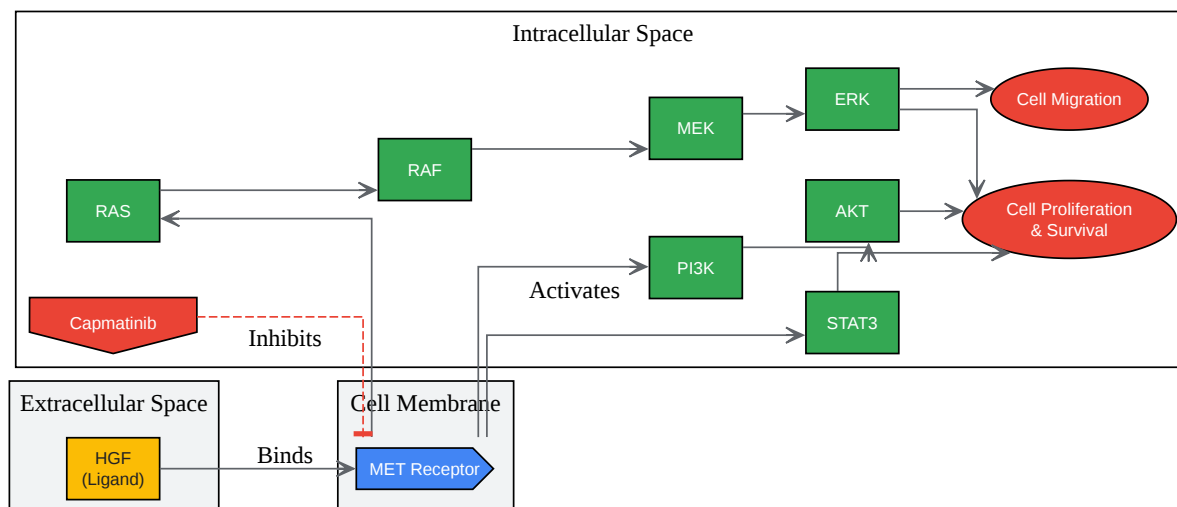 Intracellular Space
ERK
Cell Migration
MEK
RAF
RAS
AKT
Cell Proliferation
& Survival
PI3K
Activates
Capmatinib
Inhibits
STAT3
Extracellular Space
Cell Membrane
HGF
(Ligand)
Binds
MET Receptor